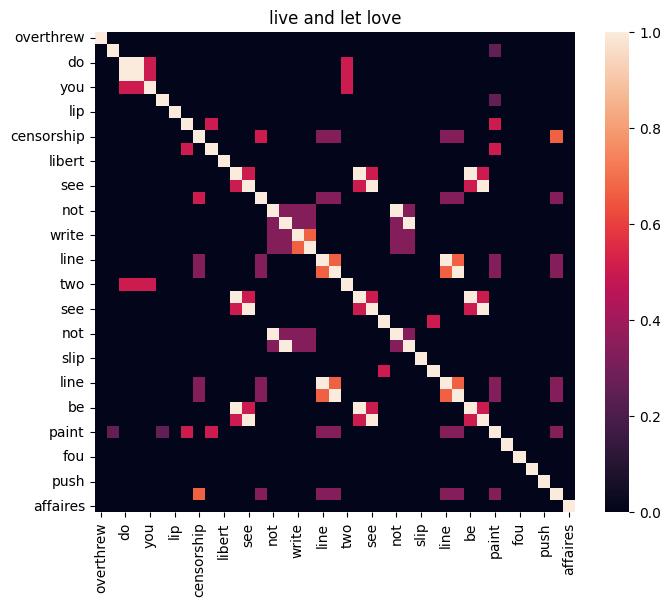 live and let love
overthrew
do
you
lip
censorship
libert
see
not
write
line
two
see
not
slip
line
be
paint
fou
push
affaires
overthrew
do
you
lip
censorship
libert
see
not
write
line
two
see
not
slip
line
be
paint
fou
push
affaires
1.0
0.8
0.6
0.4
0.2
0.0